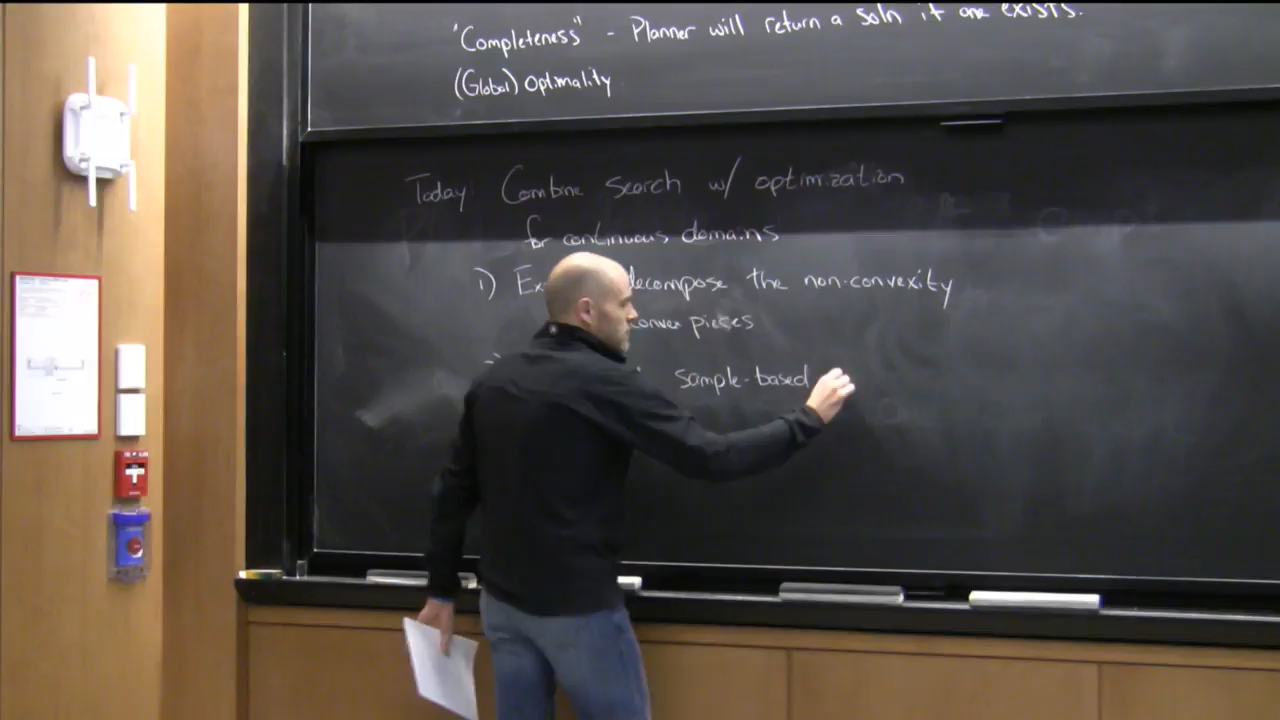 "Completeness" - Planner will return a soln if one exists.
(Global) Optimality
Today: Combine search w/ optimization
for continuous domains
1) Ex decompose the non-convexity
convex pieces
sample-based